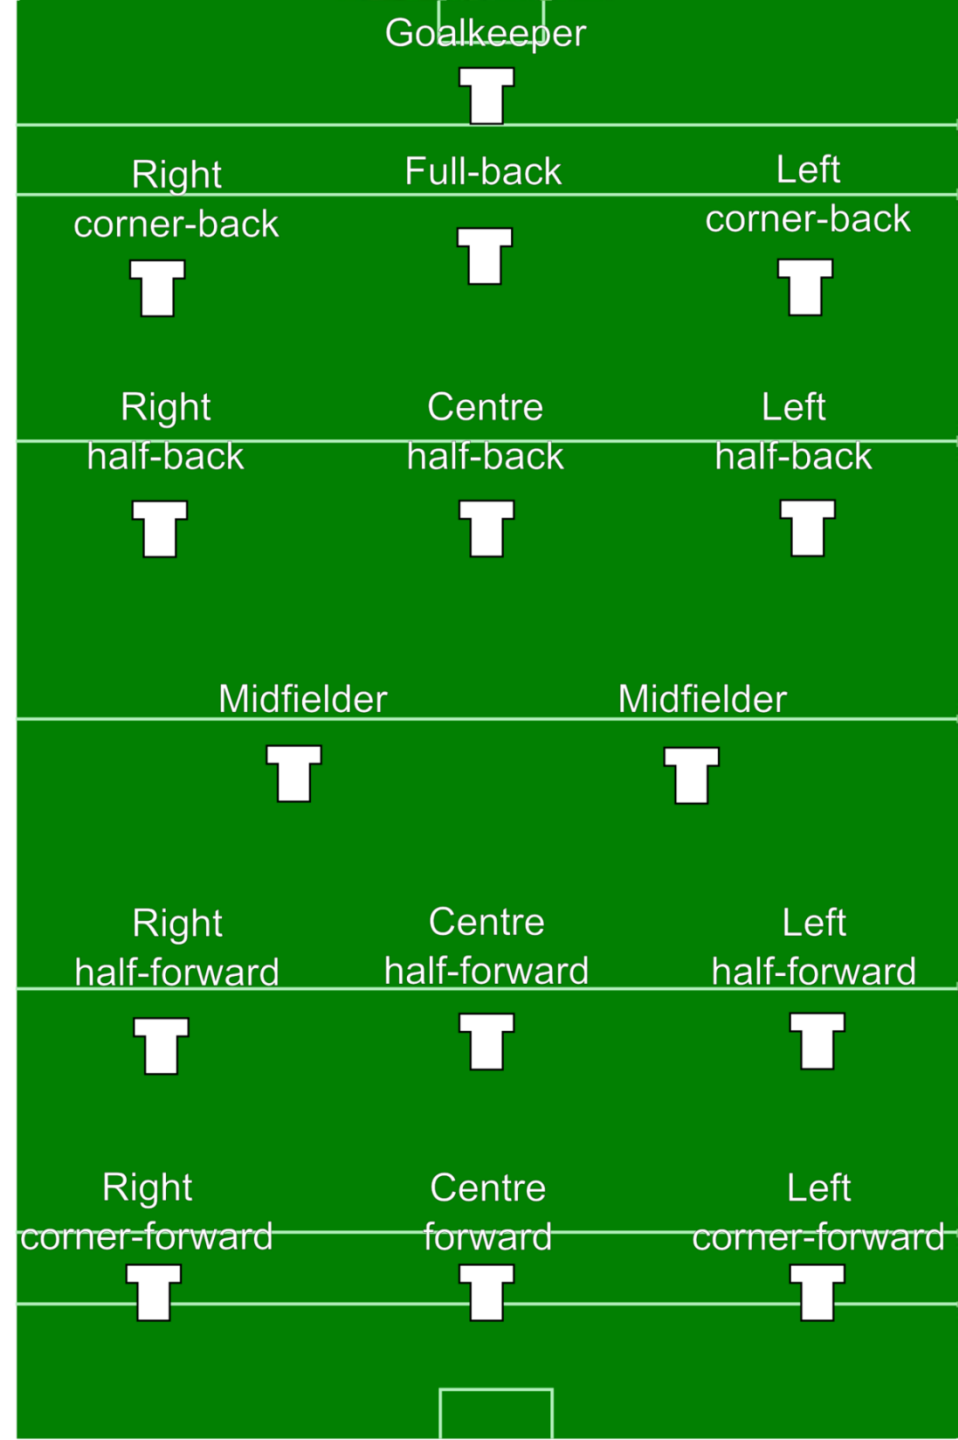 Goalkeeper
Right
corner-back
Full-back
Left
corner-back
Right
half-back
Centre
half-back
Left
half-back
Midfielder
Midfielder
Right
half-forward
Centre
half-forward
Left
half-forward
Right
corner-forward
Centre
forward
Left
corner-forward